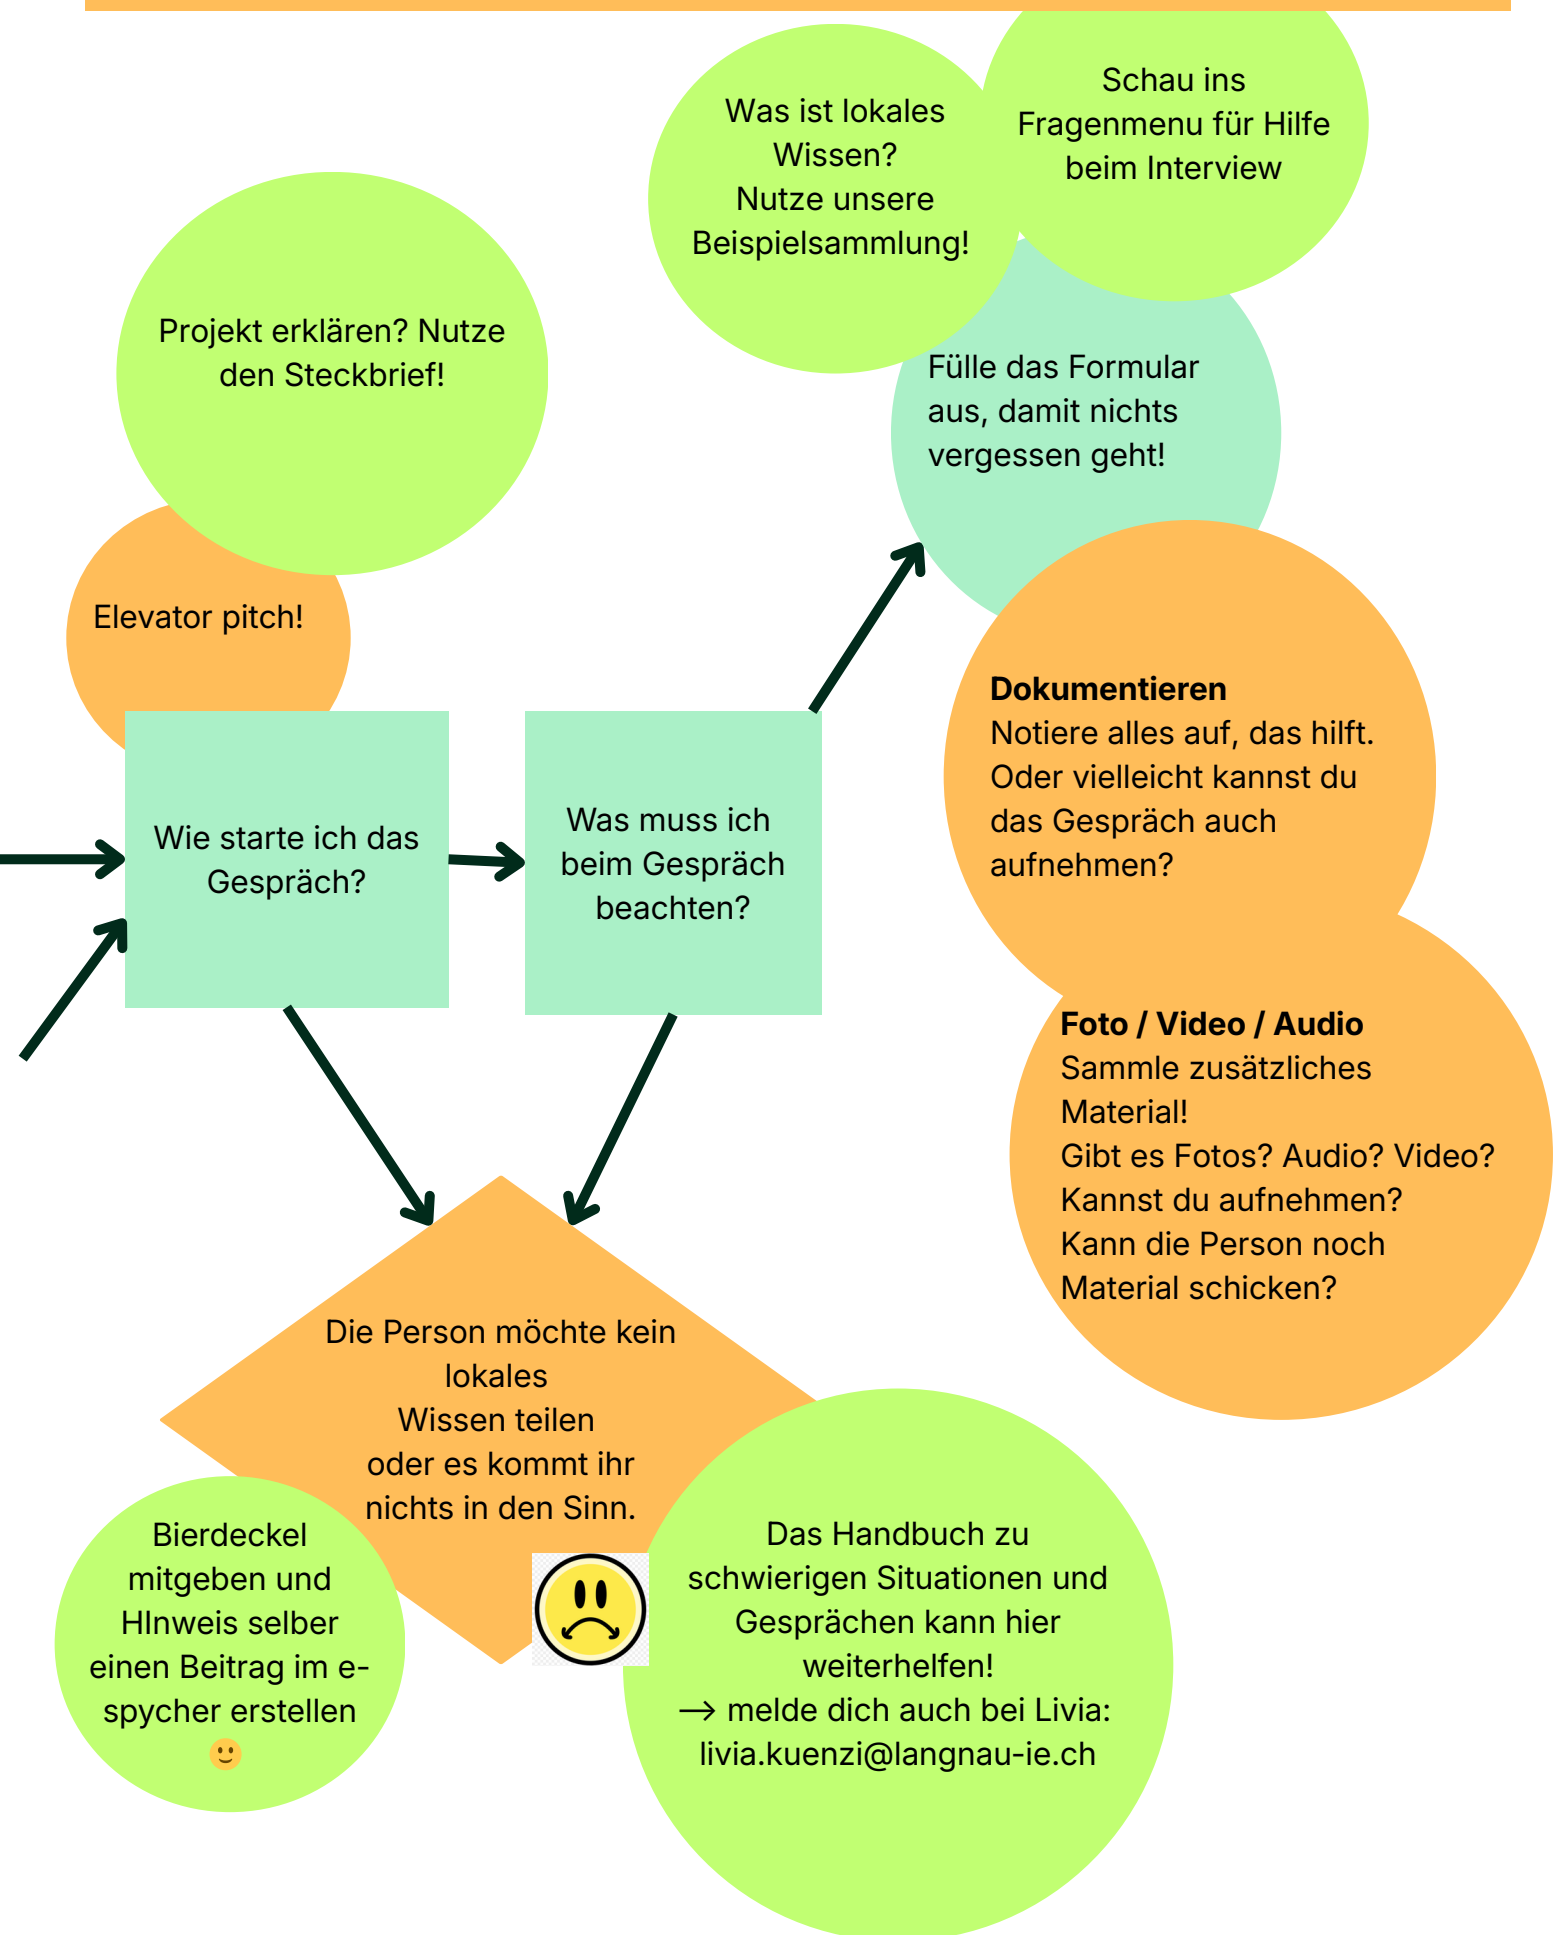 Was ist lokales
Wissen?
Nutze unsere
Beispielsammlung!
Schau ins
Fragenmenu für Hilfe
beim Interview
Projekt erklären? Nutze
den Steckbrief!
Fülle das Formular
aus, damit nichts
vergessen geht!
Elevator pitch!
Dokumentieren
Notiere alles auf, das hilft.
Oder vielleicht kannst du
das Gespräch auch
aufnehmen?
Wie starte ich das
Gespräch?
Was muss ich
beim Gespräch
beachten?
Foto / Video / Audio
Sammle zusätzliches
Material!
Gibt es Fotos? Audio? Video?
Kannst du aufnehmen?
Kann die Person noch
Material schicken?
Die Person möchte kein
lokales
Wissen teilen
oder es kommt ihr
nichts in den Sinn.
Bierdeckel
mitgeben und
HInweis selber
einen Beitrag im e-
spycher erstellen
🙂
Das Handbuch zu
schwierigen Situationen und
Gesprächen kann hier
weiterhelfen!
→ melde dich auch bei Livia:
livia.kuenzi@langnau-ie.ch